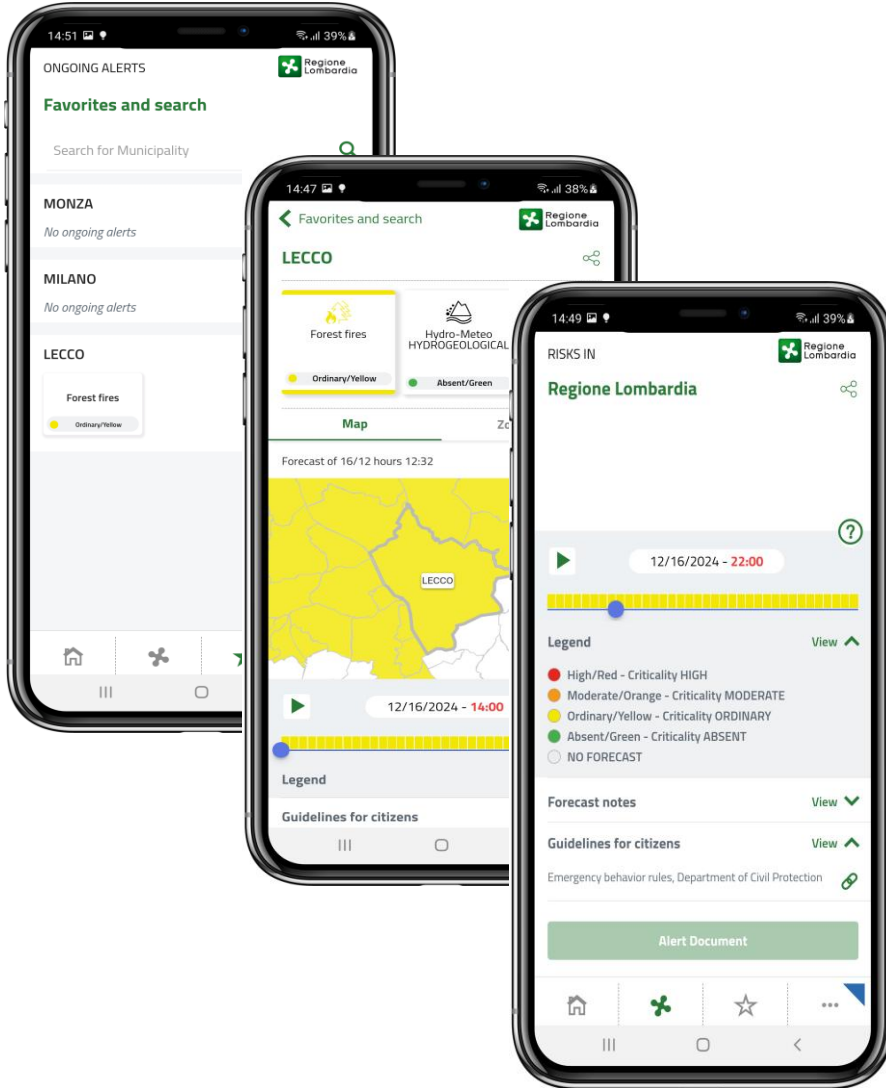 14:51
39%
ONGOING ALERTS
Regione
Lombardia
Favorites and search
Search for Municipality
MONZA
No ongoing alerts
MILANO
No ongoing alerts
LECCO
Forest fires
Ordinary/Yellow
14:47
38%
Favorites and search
Regione
Lombardia
LECCO
Forest fires
Ordinary/Yellow
Hydro-Meteo
HYDROGEOLOGICAL
Absent/Green
Map
Forecast of 16/12 hours 12:32
LECCO
12/16/2024 - 14:00
Legend
Guidelines for citizens
14:49
39%
RISKS IN
Regione
Lombardia
Regione Lombardia
?
12/16/2024 - 22:00
Legend
View
High/Red - Criticality HIGH
Moderate/Orange - Criticality MODERATE
Ordinary/Yellow - Criticality ORDINARY
Absent/Green - Criticality ABSENT
NO FORECAST
Forecast notes
View
Guidelines for citizens
View
Emergency behavior rules, Department of Civil Protection
Alert Document